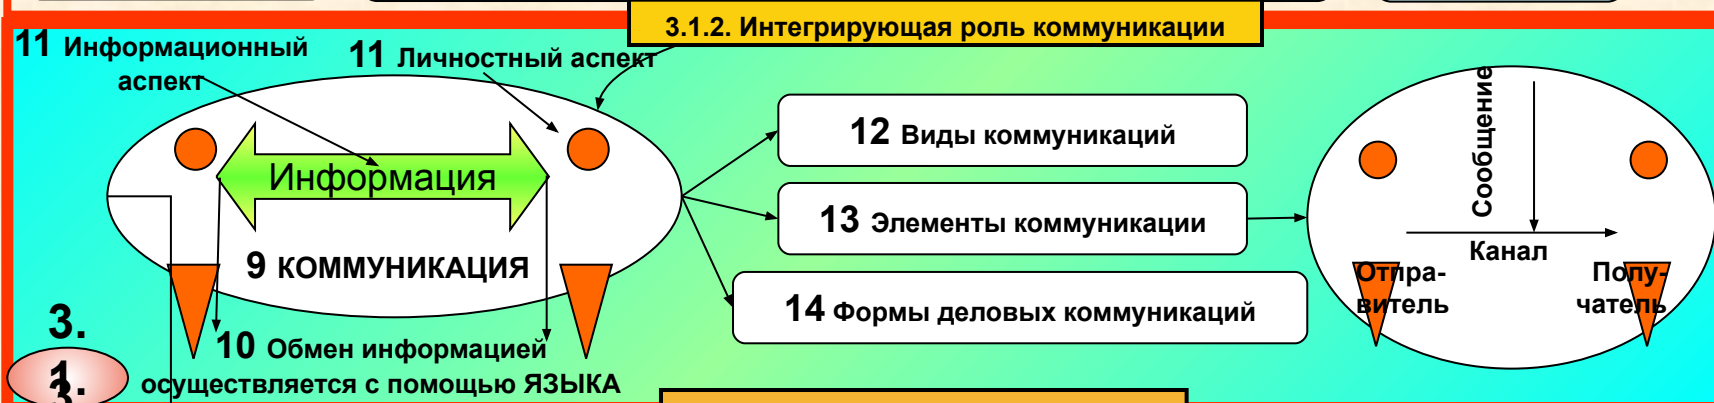 3.1.2. Интегрирующая роль коммуникации
11 Информационный
аспект
11 Личностный аспект
Информация
9 КОММУНИКАЦИЯ
10 Обмен информацией
осуществляется с помощью ЯЗЫКА
12 Виды коммуникаций
13 Элементы коммуникации
14 Формы деловых коммуникаций
Сообщение
Канал
Отпра-
витель
Полу-
чатель
3.
1.
3.